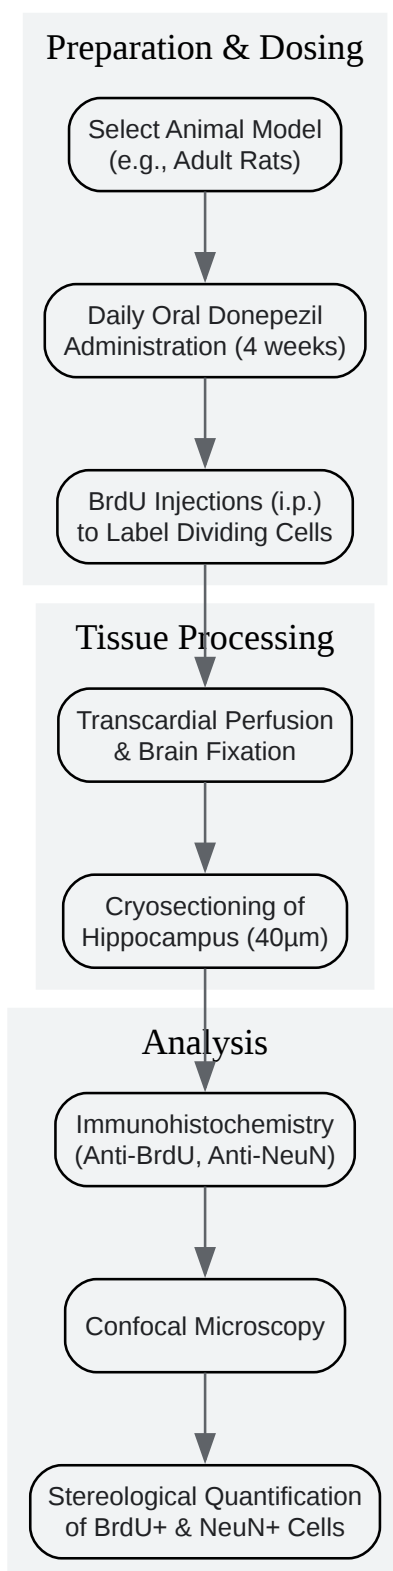 Preparation & Dosing
Select Animal Model
(e.g., Adult Rats)
Daily Oral Donepezil
Administration (4 weeks)
BrdU Injections (i.p.)
to Label Dividing Cells
Tissue Processing
Transcardial Perfusion
& Brain Fixation
Cryosectioning of
Hippocampus (40µm)
Analysis
Immunohistochemistry
(Anti-BrdU, Anti-NeuN)
Confocal Microscopy
Stereological Quantification
of BrdU+ & NeuN+ Cells